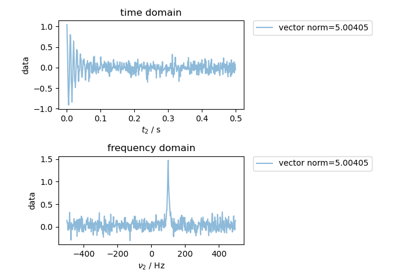 time domain
vector norm=5.00405
1.0
0.5
0.0
−0.5
−1.0
data
0.0 0.1 0.2 0.3 0.4 0.5
t2 / s
frequency domain
vector norm=5.00405
1.5
1.0
0.5
0.0
data
−400 −200 0 200 400
ν2 / Hz